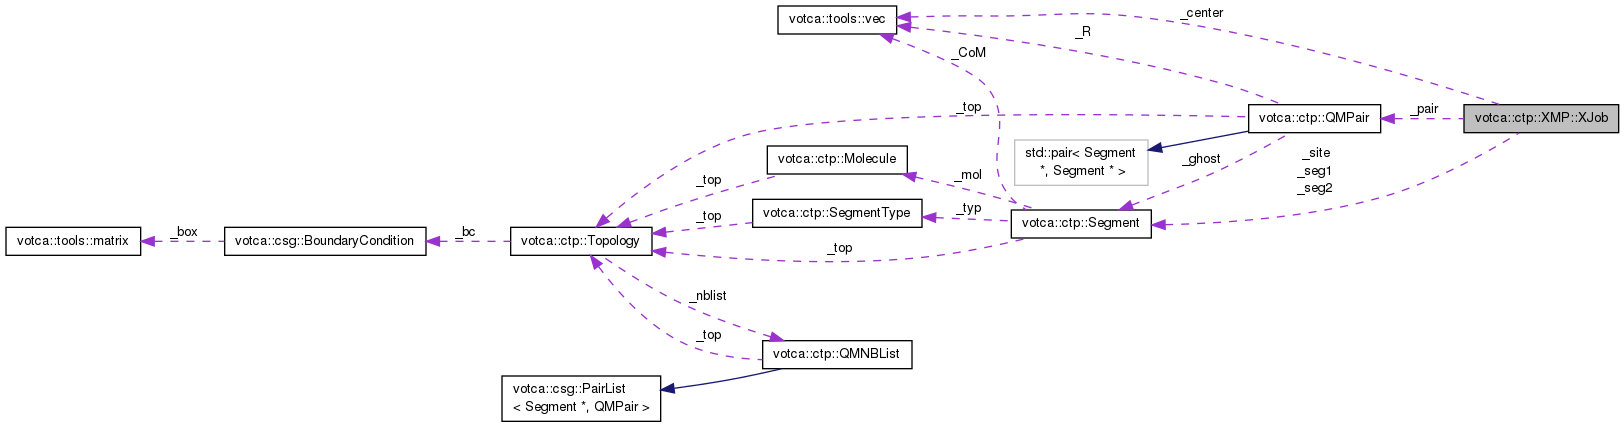 votca::tools::vec
_center
_R
_CoM
_top
votca::ctp::QMPair
_pair
votca::ctp::XMP::XJob
std::pair< Segment
*, Segment * >
_ghost
_site
_seg1
_seg2
votca::ctp::Molecule
_top
_mol
votca::ctp::SegmentType
_top
_typ
votca::ctp::Segment
votca::tools::matrix
_box
votca::csg::BoundaryCondition
_bc
votca::ctp::Topology
_top
_nblist
_top
votca::ctp::QMNBList
votca::csg::PairList
< Segment *, QMPair >